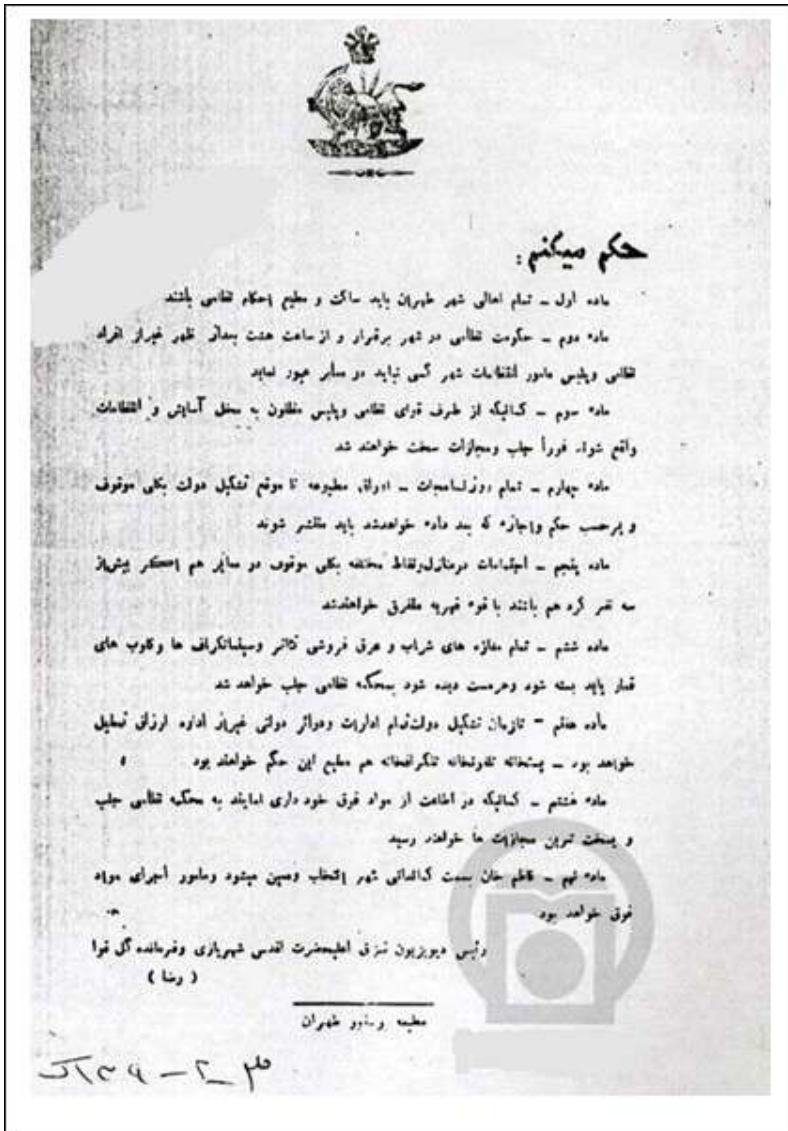 حکم میکنم :
ماده اول – تمام اهالی شهر طهران باید ساکت و مطیع احکام نظامی باشند
ماده دوم – حکومت نظامی در شهر برقرار و از ساعت هشت بعداز ظهر غیراز افراد
نظامی وپلیس مامور انتظامات شهر کسی نباید در معابر عبور نماید
ماده سوم – کسانیکه از طرف قوای نظامی وپلیس مظنون به مخل آسایش و انتظامات
واقع شوند فوراً جلب ومجازات سخت خواهند شد
ماده چهارم – تمام روزنامجات – اوراق مطبوعه تا موقع تشکیل دولت بکلی موقوف
و برحسب حکم واجازه که بعد داده خواهدشد باید منتشر شوند
ماده پنجم – اجتماعات درمنازل ونقاط مختلفه بکلی موقوف در معابر هم اگر بیش از
سه نفر گرد هم باشند با قوه قهریه متفرق خواهندشد
ماده ششم – تمام مغازه های شراب و عرق فروشی تئاتر وسینماتگراف ها وکلوب های
قمار باید بسته شود وهرمست دیده شود بمحکمه نظامی جلب خواهد شد
ماده هفتم – تازمان تشکیل دولت تمام ادارات ودوائر دولتی غیراز اداره ارزاق تعطیل
خواهد بود – پستخانه تلفونخانه تلگرافخانه هم مطیع این حکم خواهند بود
ماده هشتم – کسانیکه در اطاعت از مواد فوق خود داری نمایند به محکمه نظامی جلب
و بسخت ترین مجازات ها خواهند رسید
ماده نهم – کاظم خان بسمت کماندانی شهر انتخاب ومعین میشود ومامور اجرای مواد
فوق خواهد بود
رئیس دیویزیون قزاق اعلیحضرت اقدس شهریاری وفرمانده کل قوا
( رضا )
مطبعه طهران